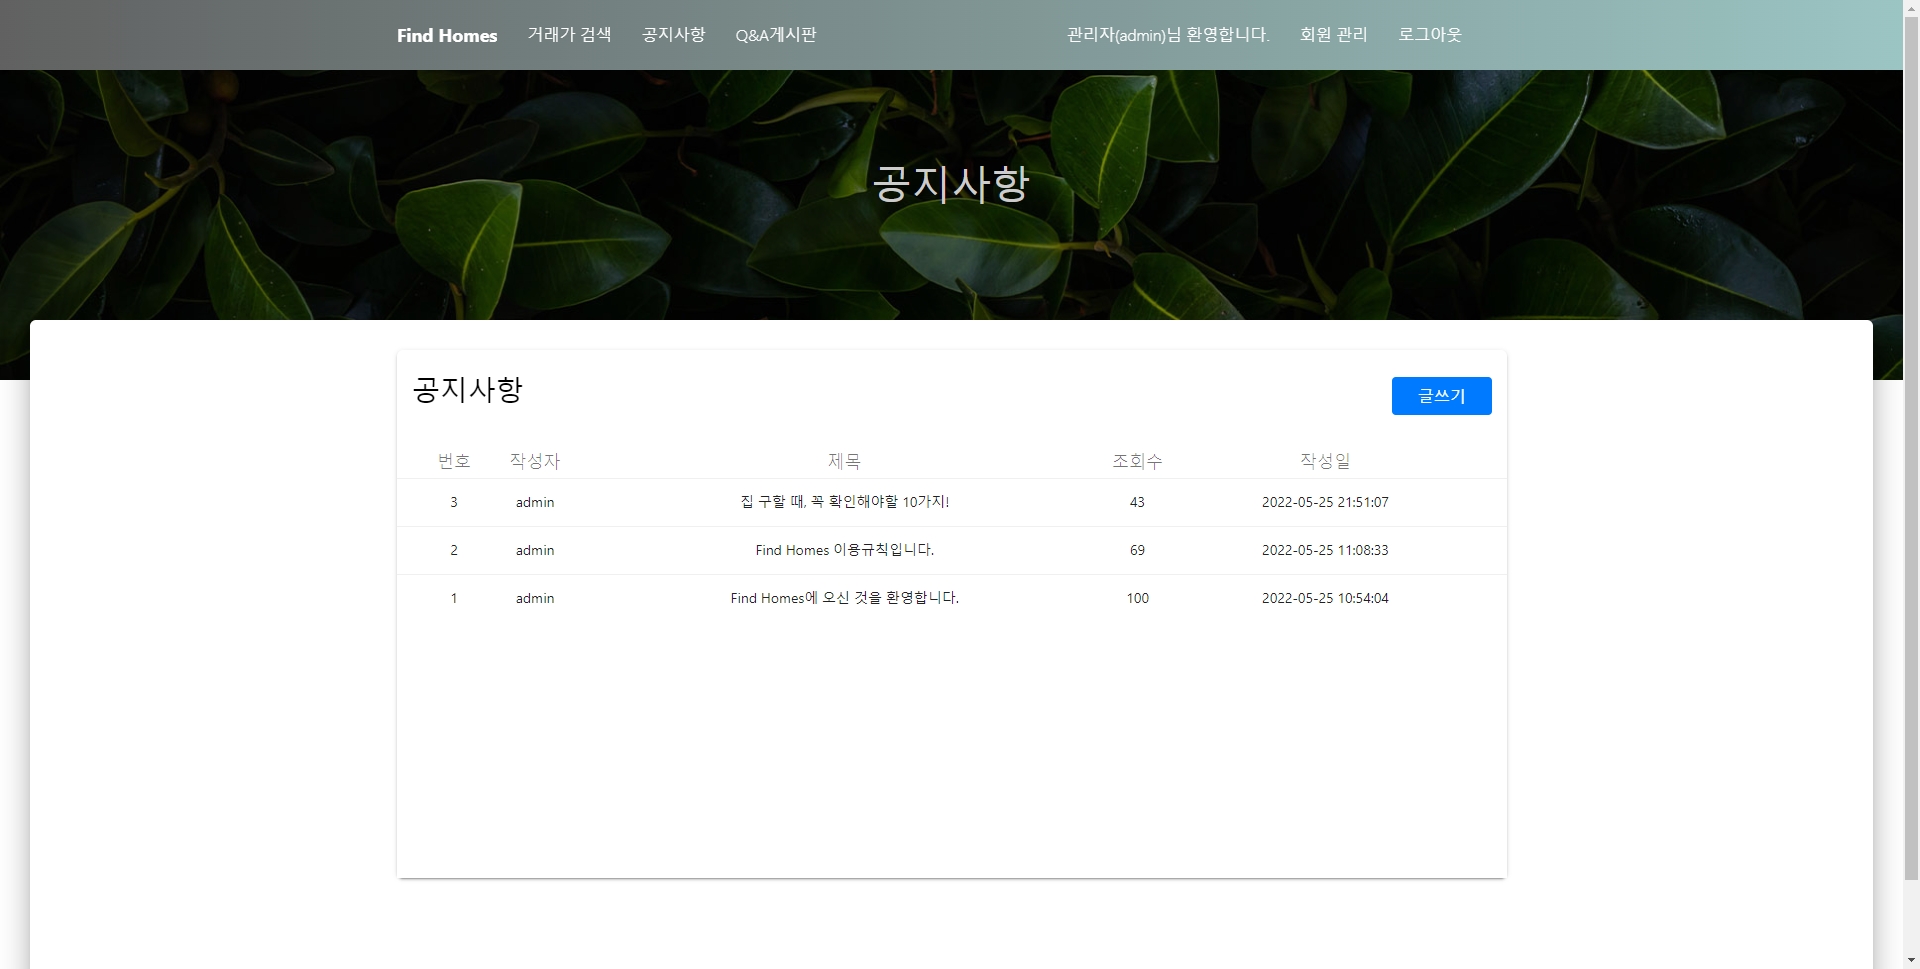 Find Homes 거래가 검색 공지사항 Q&A게시판 관리자(admin)님 환영합니다. 회원 관리 로그아웃
공지사항
공지사항 글쓰기
번호 작성자 제목 조회수 작성일
3 admin 집 구할 때, 꼭 확인해야할 10가지! 43 2022-05-25 21:51:07
2 admin Find Homes 이용규칙입니다. 69 2022-05-25 11:08:33
1 admin Find Homes에 오신 것을 환영합니다. 100 2022-05-25 10:54:04